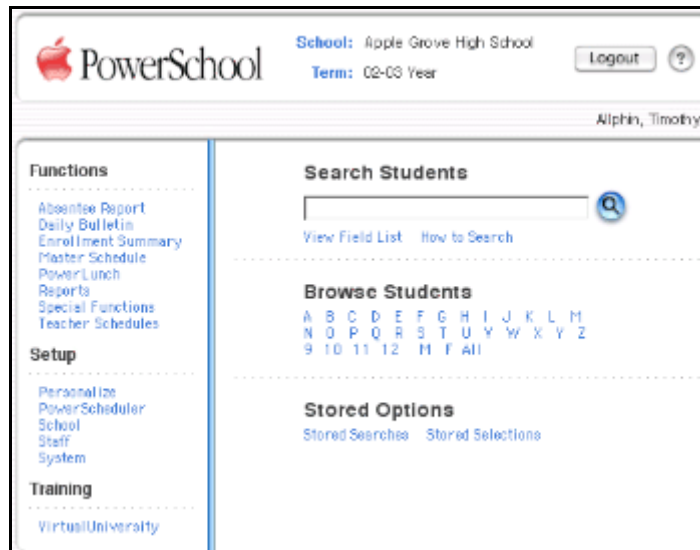 PowerSchool
School: Apple Grove High School
Term: 02-03 Year
Logout
?
Allphin, Timothy
Functions
Absentee Report
Daily Bulletin
Enrollment Summary
Master Schedule
PowerLunch
Reports
Special Functions
Teacher Schedules
Setup
Personalize
PowerScheduler
School
Staff
System
Training
VirtualUniversity
Search Students
View Field List How to Search
Browse Students
A B C D E F G H I J K L M
N O P Q R S T U V W X Y Z
9 10 11 12 M F All
Stored Options
Stored Searches Stored Selections